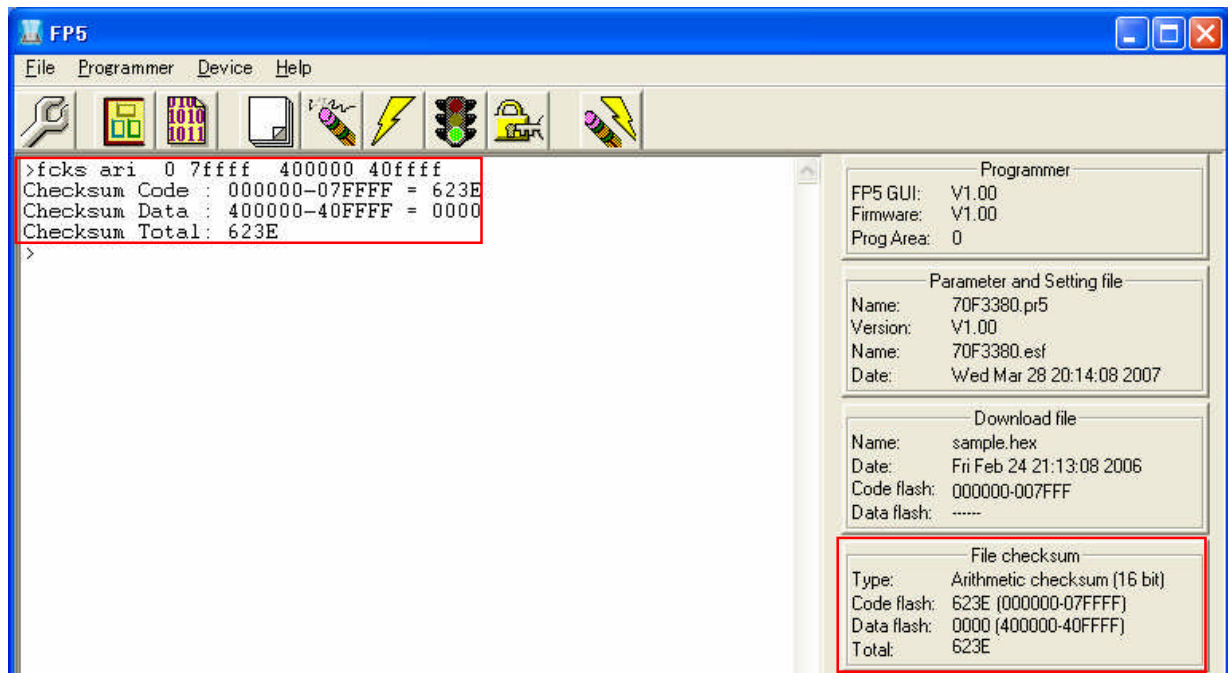 FP5
File Programmer Device Help
010
1010
1011
>fcks ari 0 7ffff 400000 40ffff
Checksum Code : 000000-07FFFF = 623E
Checksum Data : 400000-40FFFF = 0000
Checksum Total: 623E
>
Programmer
FP5 GUI: V1.00
Firmware: V1.00
Prog Area: 0
Parameter and Setting file
Name: 70F3380.pr5
Version: V1.00
Name: 70F3380.esf
Date: Wed Mar 28 20:14:08 2007
Download file
Name: sample.hex
Date: Fri Feb 24 21:13:08 2006
Code flash: 000000-007FFF
Data flash: ------
File checksum
Type: Arithmetic checksum (16 bit)
Code flash: 623E (000000-07FFFF)
Data flash: 0000 (400000-40FFFF)
Total: 623E